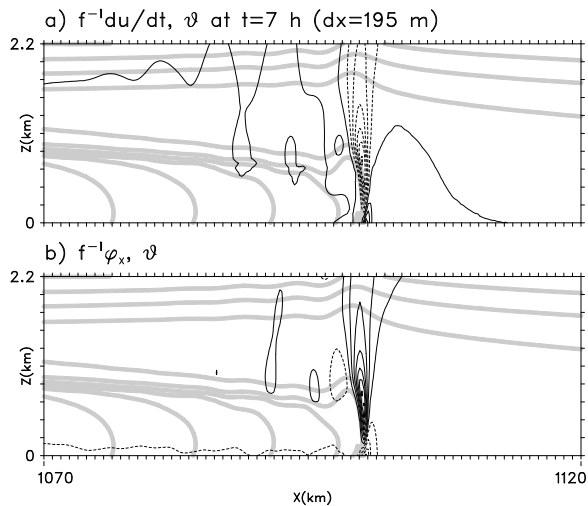 a) f⁻¹du/dt, ϑ at t=7 h (dx=195 m)
2.2
Z(km)
0
b) f⁻¹φₓ, ϑ
2.2
Z(km)
0
1070
1120
X(km)